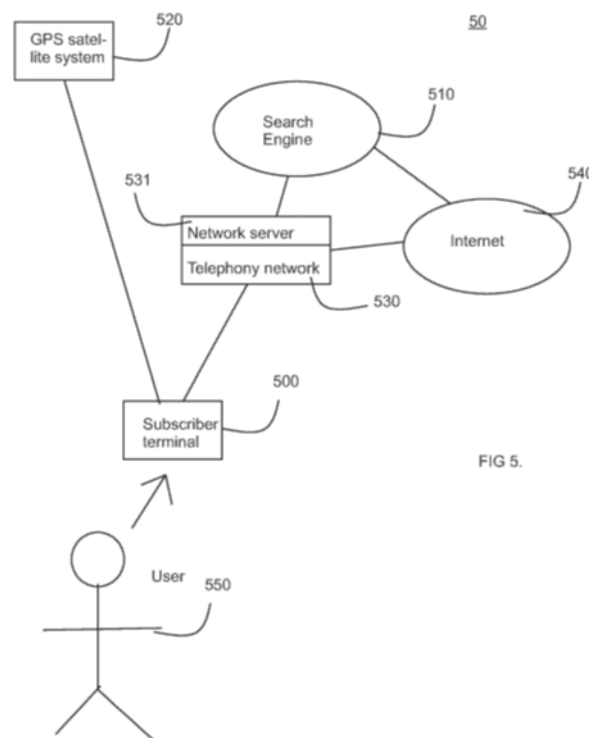 520
50
GPS satel-
lite system
510
Search
Engine
531
540
Network server
Internet
Telephony network
530
500
Subscriber
terminal
FIG 5.
User
550